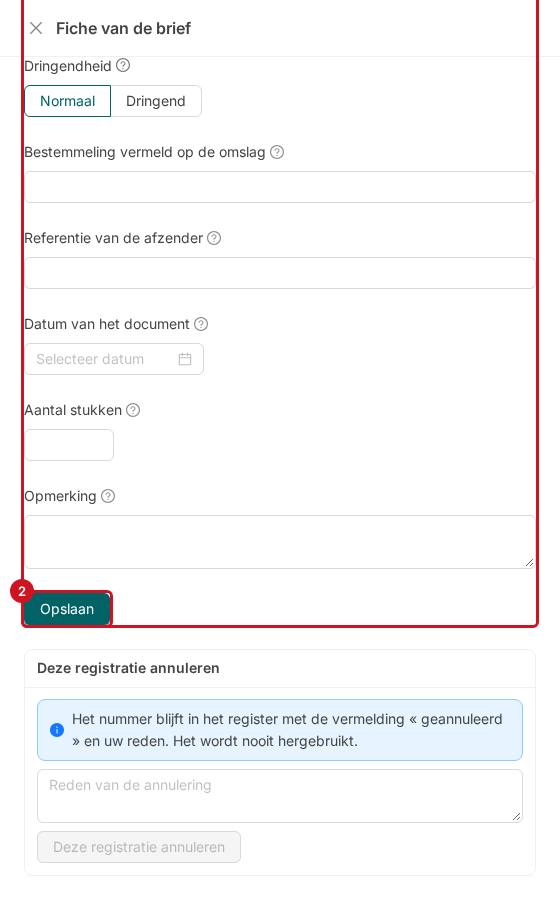 Fiche van de brief
Dringendheid
Normaal
Dringend
Bestemmeling vermeld op de omslag
Referentie van de afzender
Datum van het document
Selecteer datum
Aantal stukken
Opmerking
2
Opslaan
Deze registratie annuleren
Het nummer blijft in het register met de vermelding « geannuleerd
» en uw reden. Het wordt nooit hergebruikt.
Reden van de annulering
Deze registratie annuleren